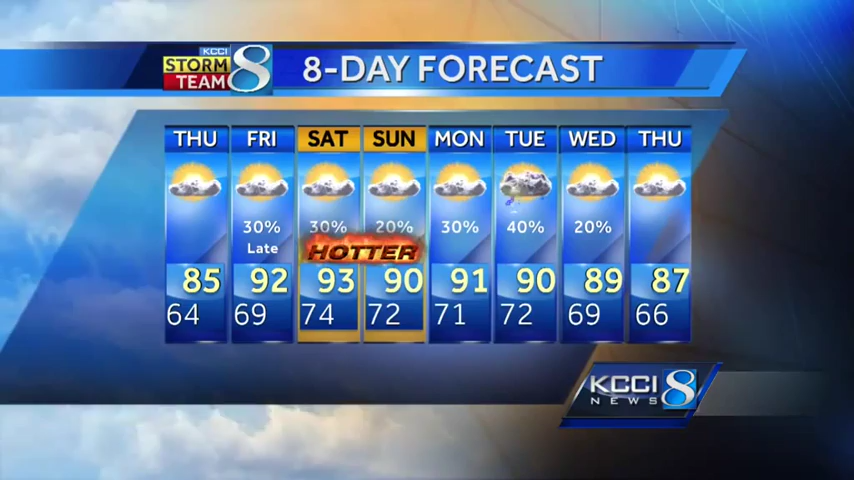 KCCI
STORM
TEAM 8
8-DAY FORECAST
THU FRI SAT SUN MON TUE WED THU
30% 30% 20% 30% 40% 20%
Late
HOTTER
85 92 93 90 91 90 89 87
64 69 74 72 71 72 69 66
KCCI 8
NEWS